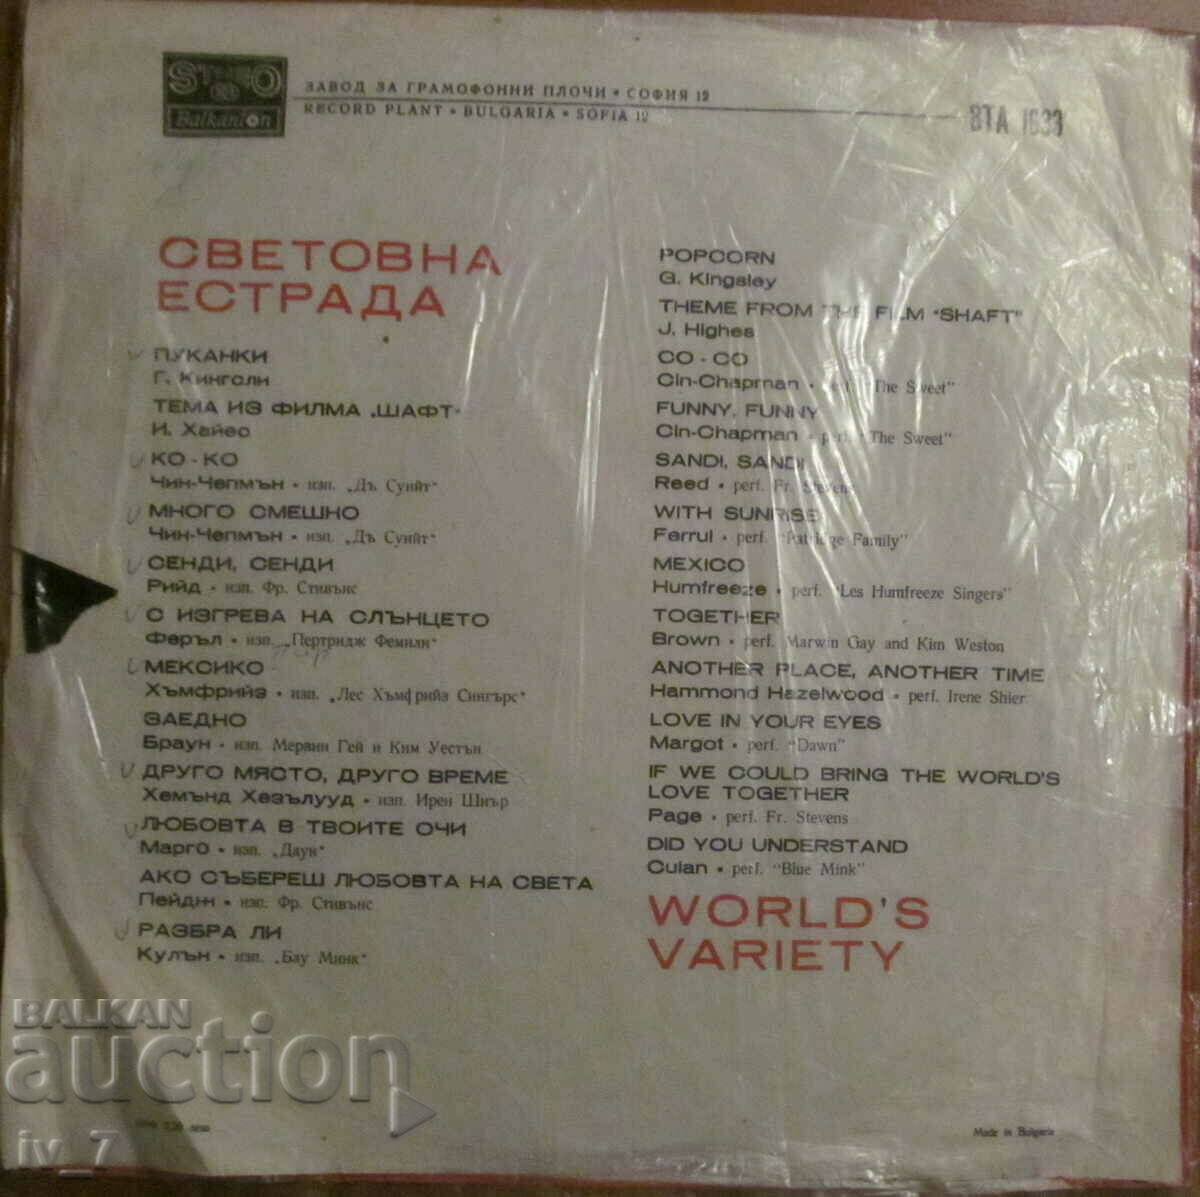 STEREO
Balkanton
ЗАВОД ЗА ГРАМОФОННИ ПЛОЧИ • СОФИЯ 12
RECORD PLANT • BULGARIA • SOFIA 12
ВТА 1633
СВЕТОВНА
ЕСТРАДА
ПУКАНКИ
Г. Кингсли
ТЕМА ИЗ ФИЛМА „ШАФТ“
И. Хайес
КО - КО
Чин-Чепмън • изп. „Дъ Суийт“
МНОГО СМЕШНО
Чин-Чепмън • изп. „Дъ Суийт“
СЕНДИ, СЕНДИ
Рийд • изп. Фр. Стивънс
С ИЗГРЕВА НА СЛЪНЦЕТО
Феръл • изп. „Пертридж Фемили“
МЕКСИКО
Хъмфрийз • изп. „Лес Хъмфрийз Сингърс“
ЗАЕДНО
Браун • изп. Мервин Гей и Ким Уестън
ДРУГО МЯСТО, ДРУГО ВРЕМЕ
Хемънд Хезълууд • изп. Ирен Шиър
ЛЮБОВТА В ТВОИТЕ ОЧИ
Марго • изп. „Даун“
АКО СЪБЕРЕШ ЛЮБОВТА НА СВЕТА
Пейдж • изп. Фр. Стивънс
РАЗБРА ЛИ
Кулън • изп. „Блу Минк“
POPCORN
G. Kingsley
THEME FROM THE FILM "SHAFT"
J. Highes
CO - CO
Cin-Chapman • perf. "The Sweet"
FUNNY, FUNNY
Cin-Chapman • perf. "The Sweet"
SANDI, SANDI
Reed • perf. Fr. Stevens
WITH SUNRISE
Ferrul • perf. "Patridge Family"
MEXICO
Humfreeze • perf. "Les Humfreeze Singers"
TOGETHER
Brown • perf. Marwin Gay and Kim Weston
ANOTHER PLACE, ANOTHER TIME
Hammond Hazelwood • perf. Irene Shier
LOVE IN YOUR EYES
Margot • perf. "Dawn"
IF WE COULD BRING THE WORLD'S
LOVE TOGETHER
Page • perf. Fr. Stevens
DID YOU UNDERSTAND
Culan • perf. "Blue Mink"
WORLD'S
VARIETY
BALKAN
auction
iv_7
Made in Bulgaria